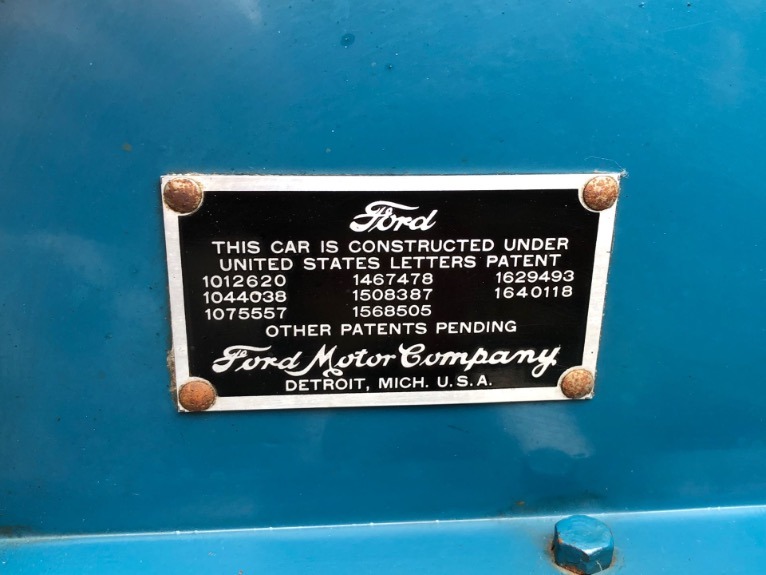 Ford
THIS CAR IS CONSTRUCTED UNDER
UNITED STATES LETTERS PATENT
1012620 1467478 1629493
1044038 1508387 1640118
1075557 1568505
OTHER PATENTS PENDING
Ford Motor Company.
DETROIT, MICH. U.S.A.